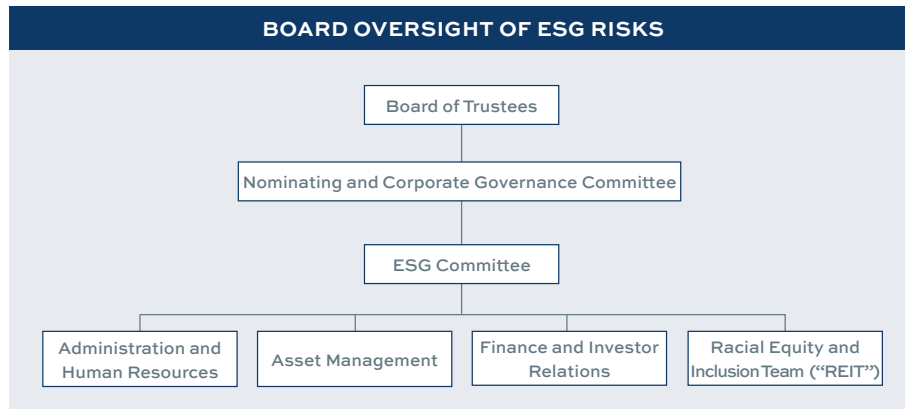 BOARD OVERSIGHT OF ESG RISKS
Board of Trustees
Nominating and Corporate Governance Committee
ESG Committee
Administration and
Human Resources
Asset Management
Finance and Investor
Relations
Racial Equity and
Inclusion Team (“REIT”)